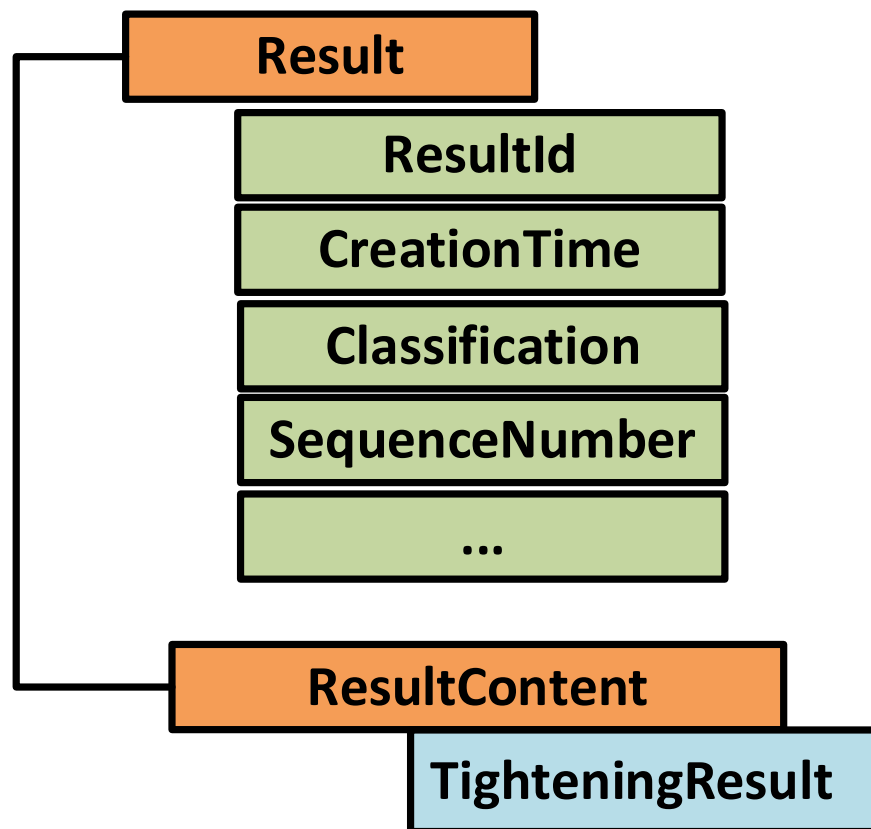 Result
ResultId
CreationTime
Classification
SequenceNumber
...
ResultContent
TighteningResult